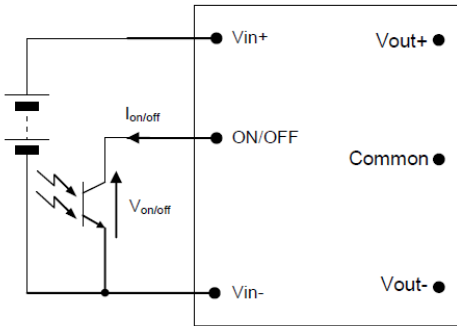 Vin+
Vout+
Ion/off
ON/OFF
Common
Von/off
Vin-
Vout-